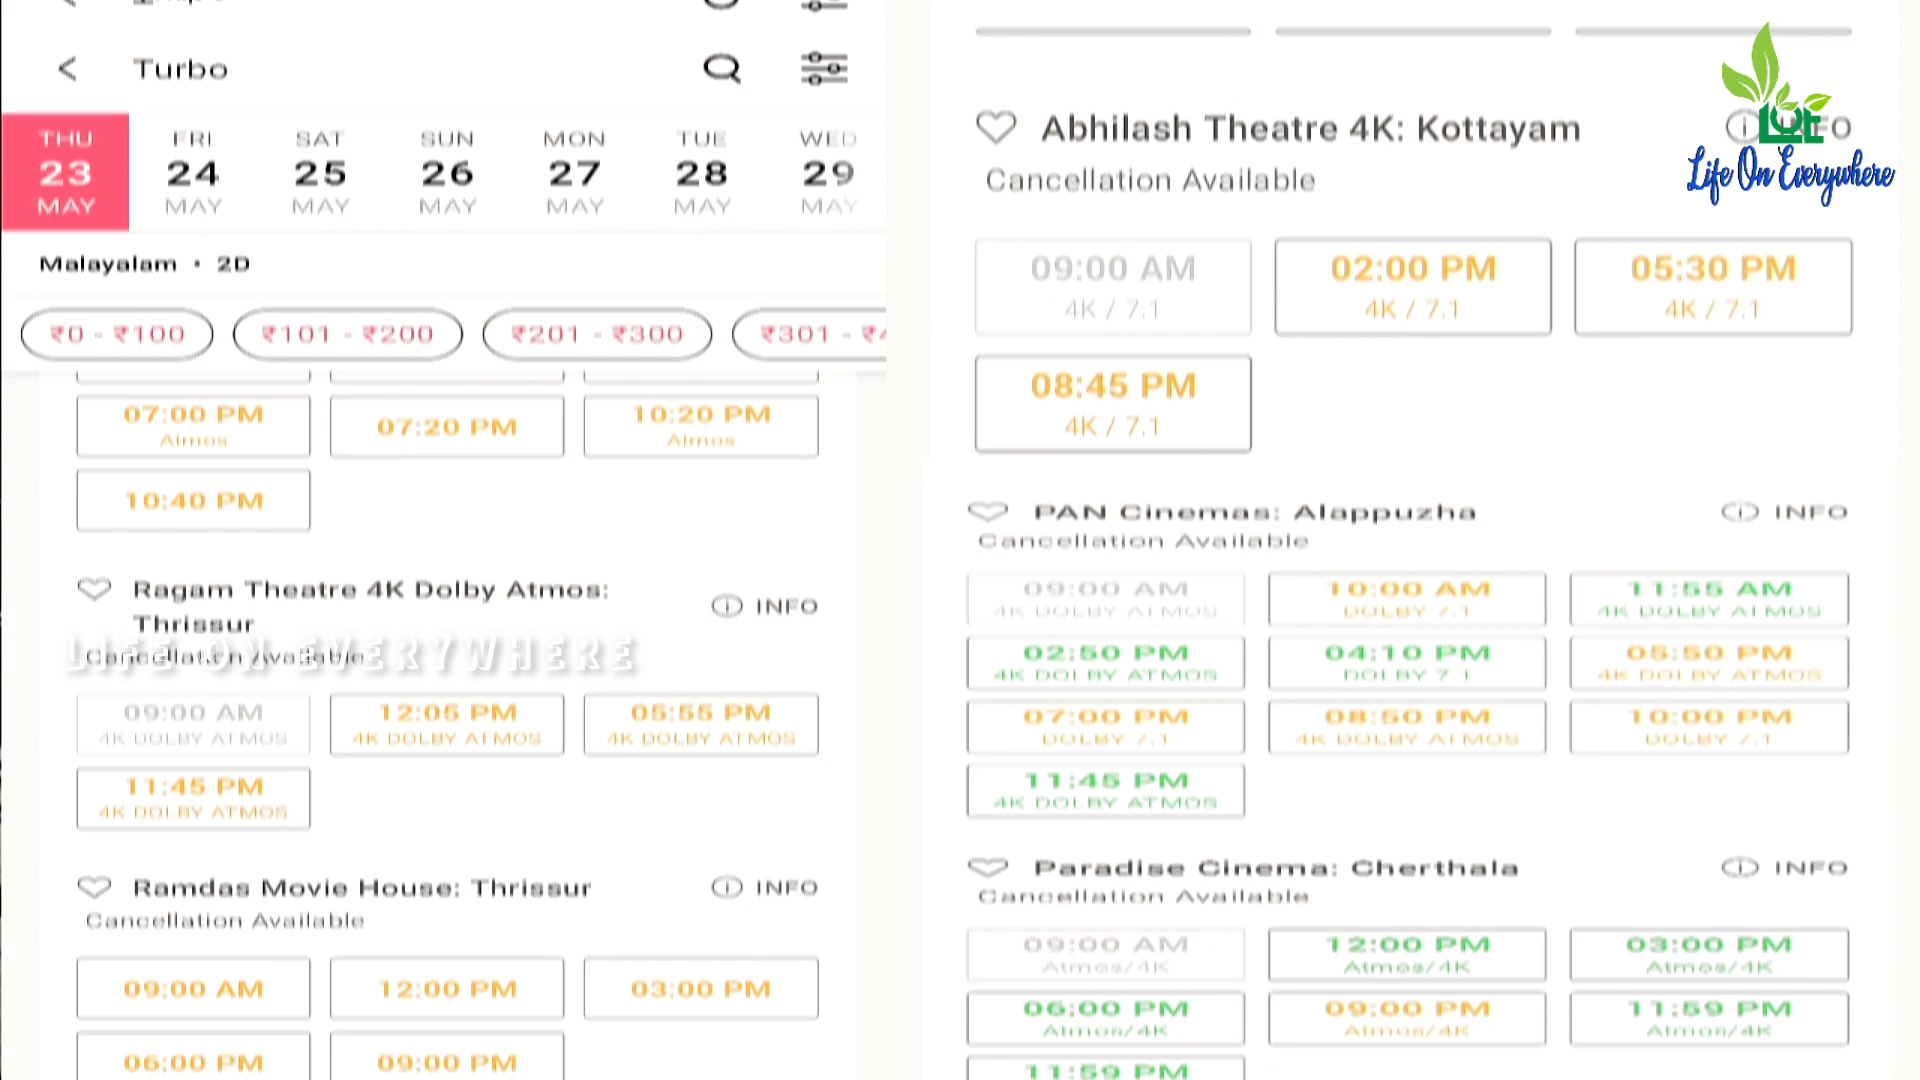 Turbo
THU FRI SAT SUN MON TUE WED
23 24 25 26 27 28 29
MAY MAY MAY MAY MAY MAY MAY
Malayalam • 2D
₹0 - ₹100 ₹101 - ₹200 ₹201 - ₹300 ₹301 - ₹4
07:00 PM 07:20 PM 10:20 PM
Atmos Atmos
10:40 PM
Ragam Theatre 4K Dolby Atmos:
Thrissur
INFO
Cancellation Available
LIFE ON EVERYWHERE
09:00 AM 12:05 PM 05:55 PM
4K DOLBY ATMOS 4K DOLBY ATMOS 4K DOLBY ATMOS
11:45 PM
4K DOLBY ATMOS
Ramdas Movie House: Thrissur INFO
Cancellation Available
09:00 AM 12:00 PM 03:00 PM
06:00 PM 09:00 PM
Abhilash Theatre 4K: Kottayam INFO
Cancellation Available
LOE
Life On Everywhere
09:00 AM 02:00 PM 05:30 PM
4K / 7.1 4K / 7.1 4K / 7.1
08:45 PM
4K / 7.1
PAN Cinemas: Alappuzha INFO
Cancellation Available
09:00 AM 10:00 AM 11:55 AM
4K DOLBY ATMOS DOLBY 7.1 4K DOLBY ATMOS
02:50 PM 04:10 PM 05:50 PM
4K DOLBY ATMOS DOLBY 7.1 4K DOLBY ATMOS
07:00 PM 08:50 PM 10:00 PM
DOLBY 7.1 4K DOLBY ATMOS DOLBY 7.1
11:45 PM
4K DOLBY ATMOS
Paradise Cinema: Cherthala INFO
Cancellation Available
09:00 AM 12:00 PM 03:00 PM
Atmos/4K Atmos/4K Atmos/4K
06:00 PM 09:00 PM 11:59 PM
Atmos/4K Atmos/4K Atmos/4K
11:59 PM